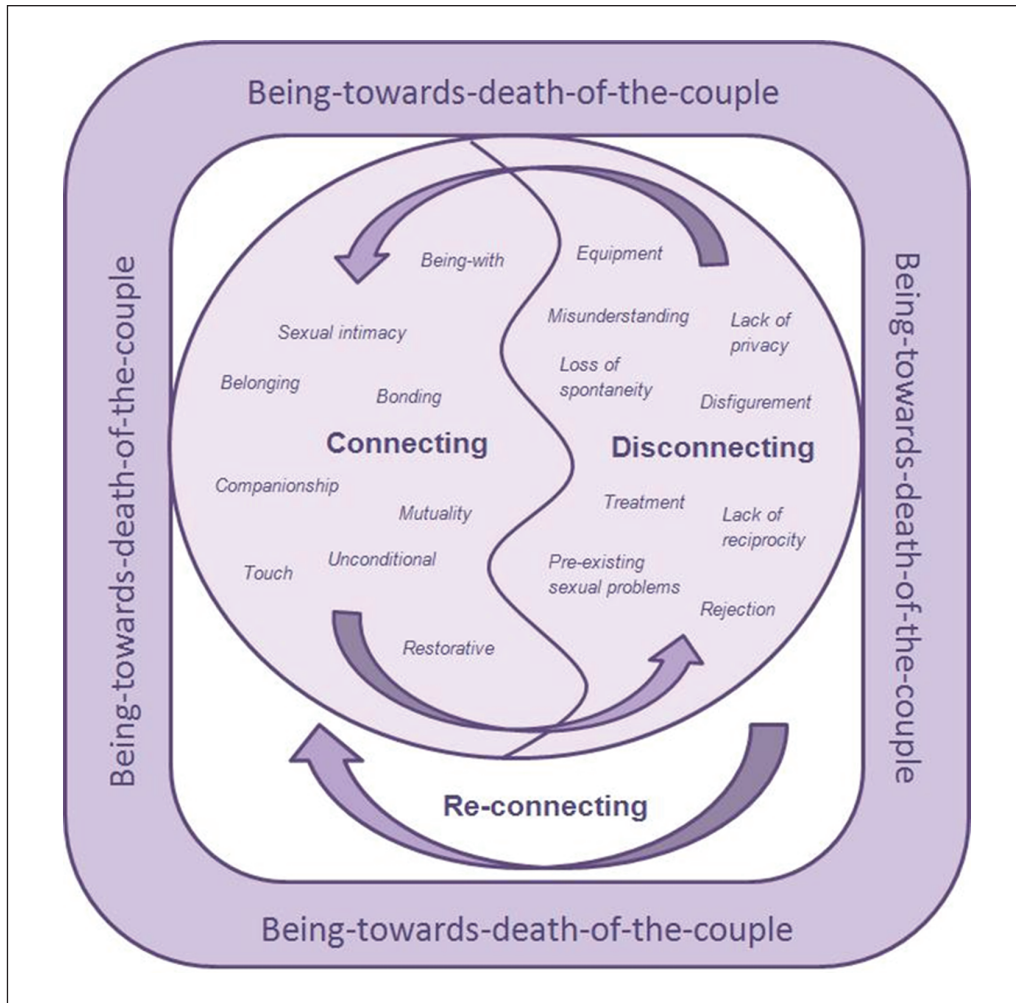 Being-towards-death-of-the-couple
Being-towards-death-of-the-couple
Being-with
Sexual intimacy
Belonging
Bonding
Connecting
Companionship
Mutuality
Unconditional
Touch
Restorative
Equipment
Misunderstanding
Lack of
privacy
Loss of
spontaneity
Disfigurement
Disconnecting
Treatment
Lack of
reciprocity
Pre-existing
sexual problems
Rejection
Being-towards-death-of-the-couple
Re-connecting
Being-towards-death-of-the-couple